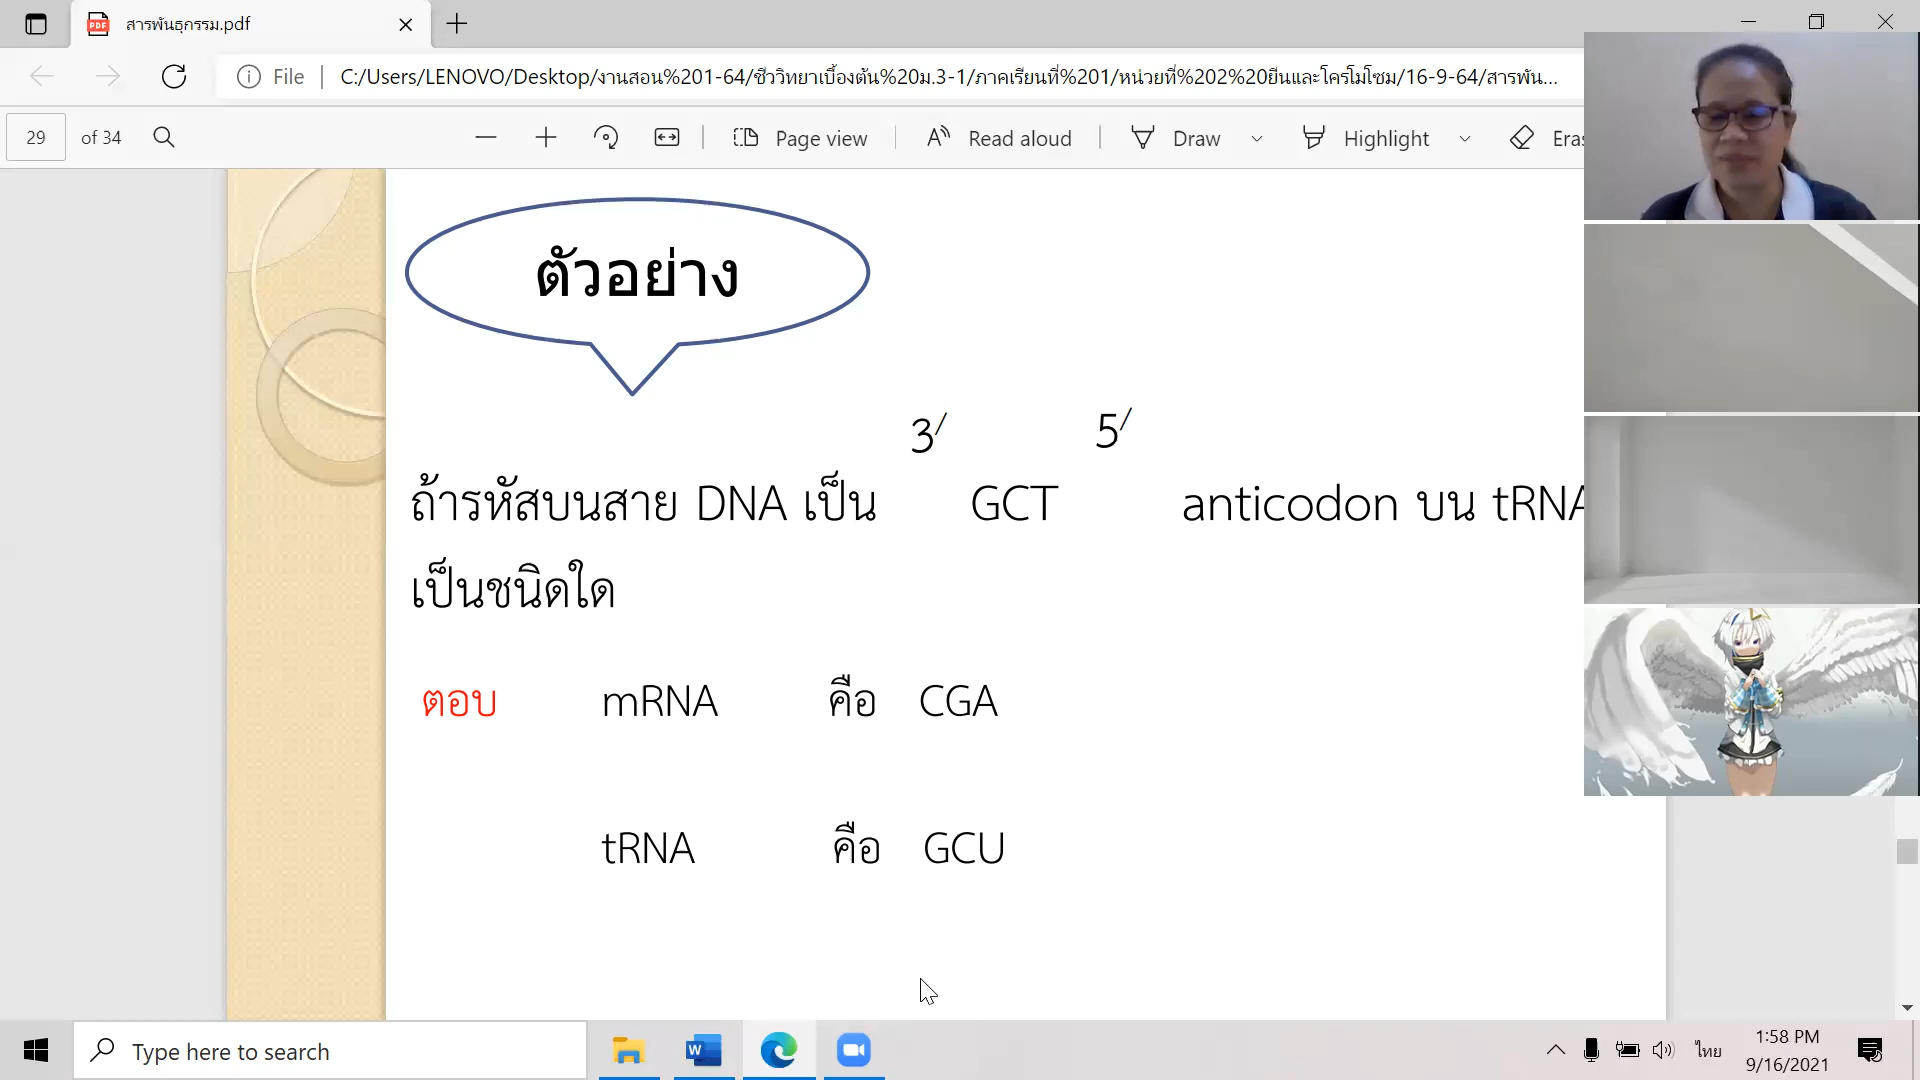 สารพันธุกรรม.pdf
File
C:/Users/LENOVO/Desktop/งานสอน%201-64/ชีววิทยาเบื้องต้น%20ม.3-1/ภาคเรียนที่%201/หน่วยที่%202%20ยีนและโครโมโซม/16-9-64/สารพัน...
29 of 34
Page view
Read aloud
Draw
Highlight
Eras
ตัวอย่าง
3/ 5/
ถ้ารหัสบนสาย DNA เป็น GCT anticodon บน tRNA
เป็นชนิดใด
ตอบ mRNA คือ CGA
tRNA คือ GCU
Type here to search
ไทย
1:58 PM
9/16/2021